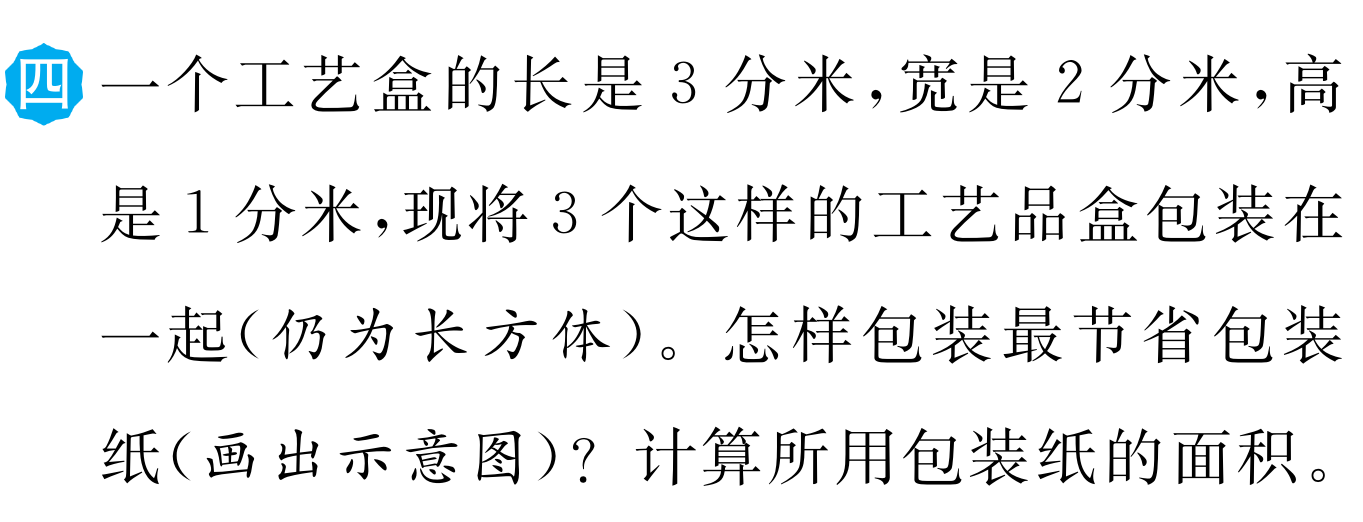 四 一个工艺盒的长是 3 分米,宽是 2 分米,高
是 1 分米,现将 3 个这样的工艺品盒包装在
一起(仍为长方体)。怎样包装最节省包装
纸(画出示意图)? 计算所用包装纸的面积。